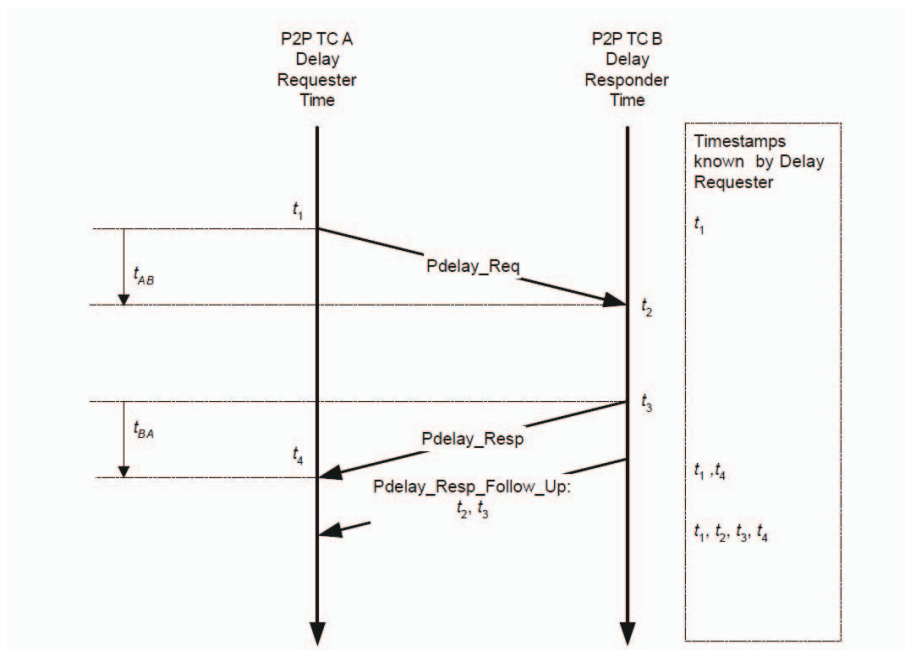 P2P TC A
Delay
Requester
Time
P2P TC B
Delay
Responder
Time
Timestamps
known by Delay
Requester
t1
t1
Pdelay_Req
tAB
t2
t3
tBA
Pdelay_Resp
t4
t1 ,t4
Pdelay_Resp_Follow_Up:
t2, t3
t1, t2, t3, t4